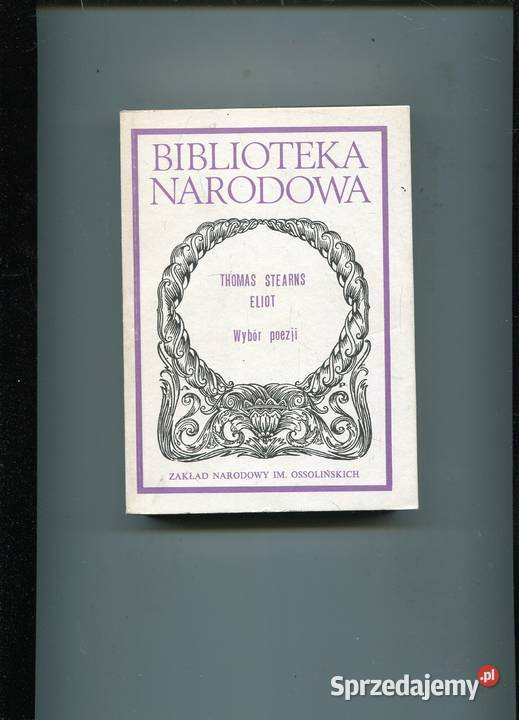 BIBLIOTEKA
NARODOWA
THOMAS STEARNS
ELIOT
Wybór poezji
ZAKŁAD NARODOWY IM. OSSOLIŃSKICH
Sprzedajemy.pl